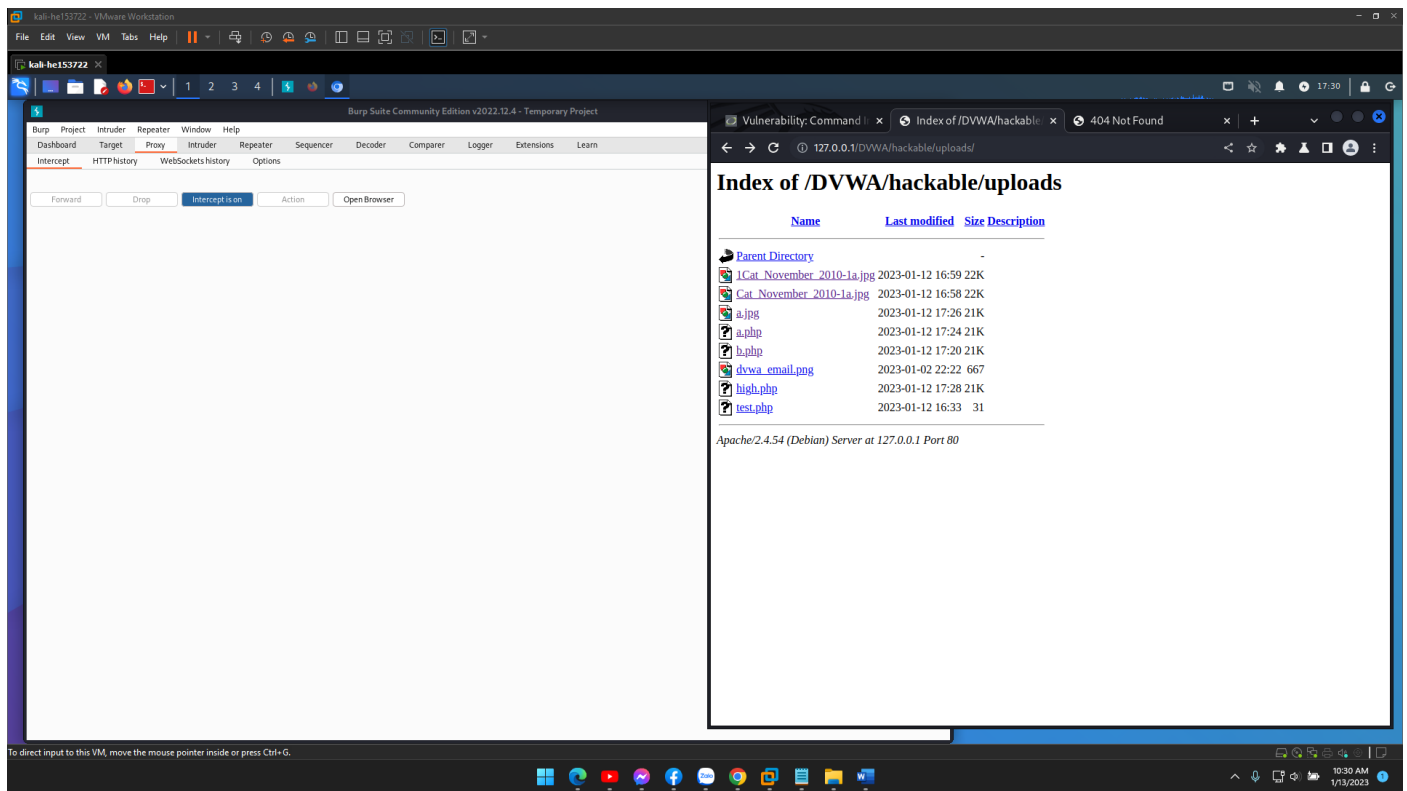 kali-he153722 - VMware Workstation
File Edit View VM Tabs Help
kali-he153722
1 2 3 4
17:30
Burp Suite Community Edition v2022.12.4 - Temporary Project
Burp Project Intruder Repeater Window Help
Dashboard Target Proxy Intruder Repeater Sequencer Decoder Comparer Logger Extensions Learn
Intercept HTTP history WebSockets history Options
Forward Drop Intercept is on Action Open Browser
Vulnerability: Command I
Index of /DVWA/hackable/
404 Not Found
127.0.0.1/DVWA/hackable/uploads/
Index of /DVWA/hackable/uploads
Name Last modified Size Description
Parent Directory -
1Cat_November_2010-1a.jpg 2023-01-12 16:59 22K
Cat_November_2010-1a.jpg 2023-01-12 16:58 22K
a.jpg 2023-01-12 17:26 21K
a.php 2023-01-12 17:24 21K
b.php 2023-01-12 17:20 21K
dvwa_email.png 2023-01-02 22:22 667
high.php 2023-01-12 17:28 21K
test.php 2023-01-12 16:33 31
Apache/2.4.54 (Debian) Server at 127.0.0.1 Port 80
To direct input to this VM, move the mouse pointer inside or press Ctrl+G.
Zalo
10:30 AM
1/13/2023
1